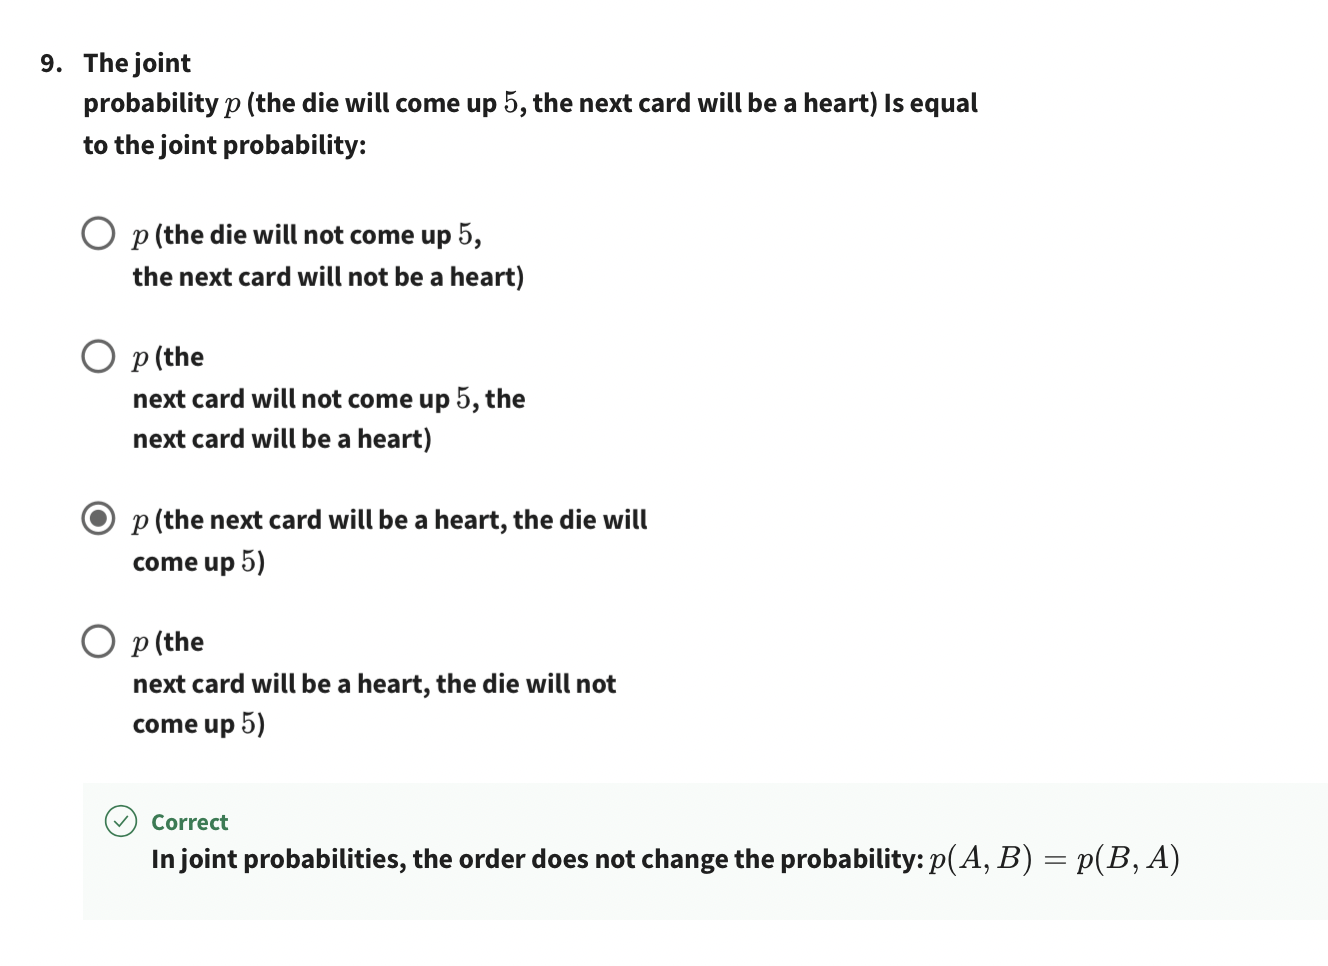 9. The joint
probability p (the die will come up 5, the next card will be a heart) Is equal
to the joint probability:
p (the die will not come up 5,
the next card will not be a heart)
p (the
next card will not come up 5, the
next card will be a heart)
p (the next card will be a heart, the die will
come up 5)
p (the
next card will be a heart, the die will not
come up 5)
Correct
In joint probabilities, the order does not change the probability: p(A, B) = p(B, A)